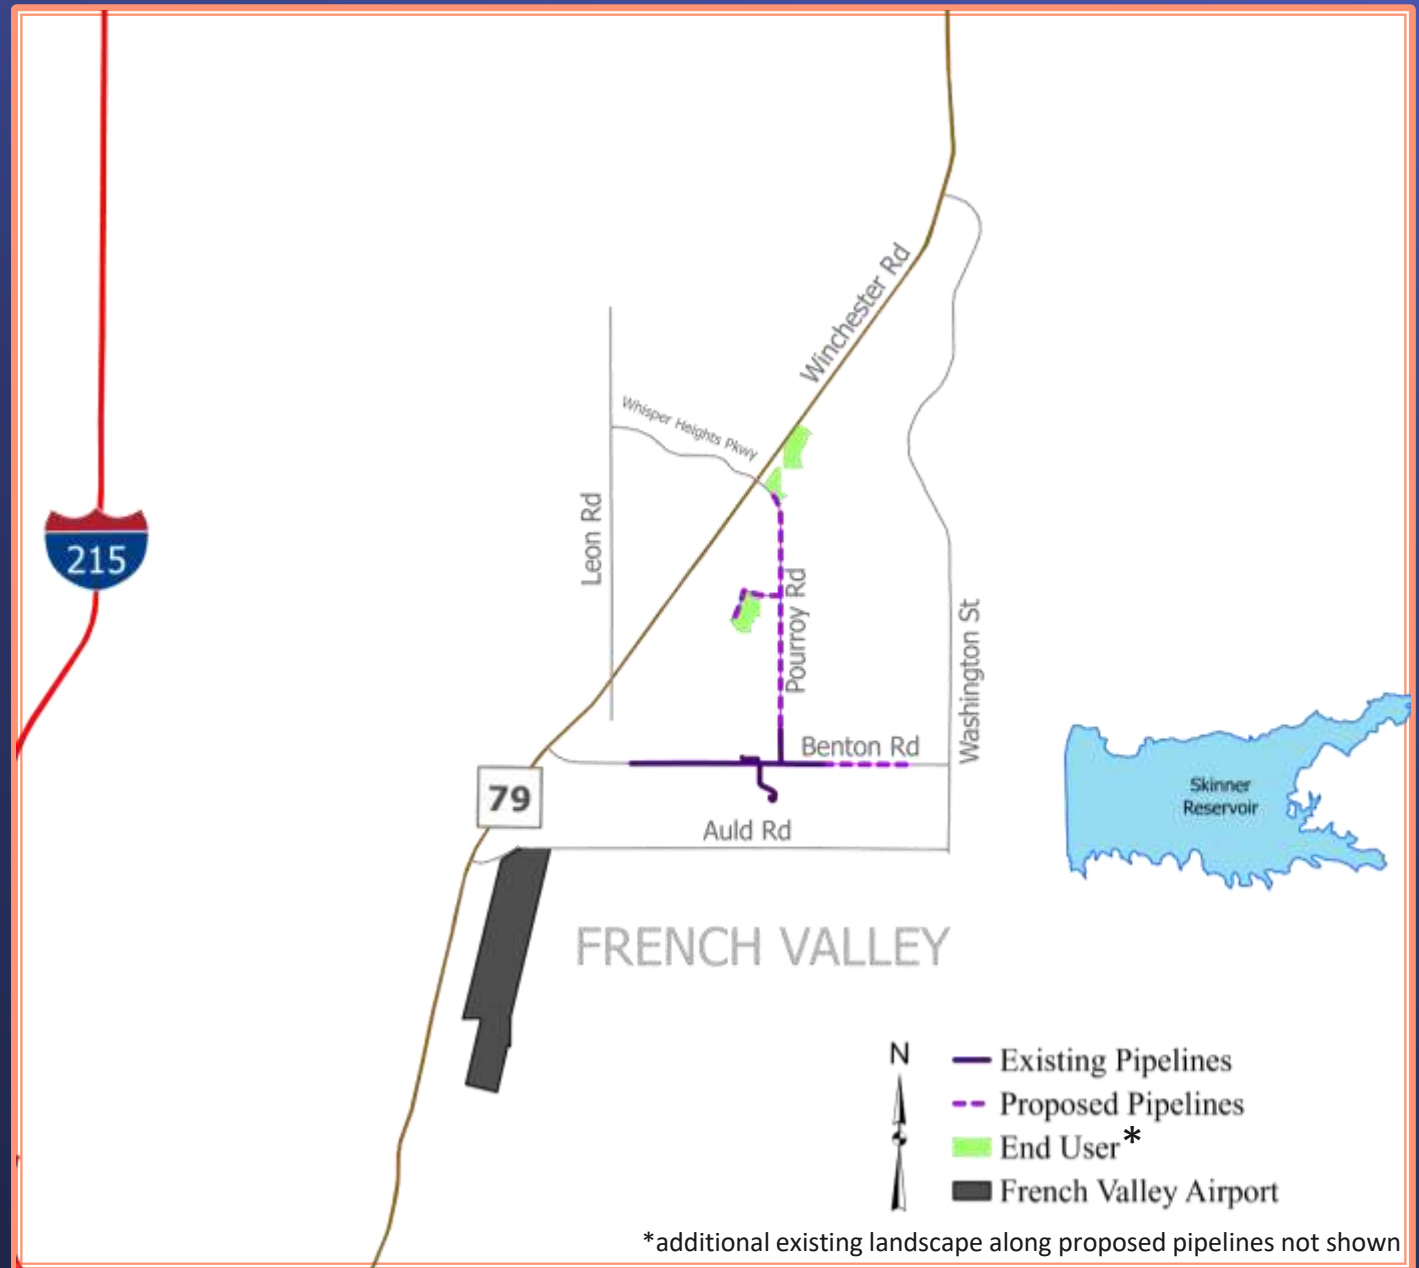 Winchester Rd
Whisper Heights Pkwy
Leon Rd
215
Pourroy Rd
Washington St
Benton Rd
Skinner
Reservoir
79
Auld Rd
FRENCH VALLEY
N
Existing Pipelines
Proposed Pipelines
End User*
French Valley Airport
*additional existing landscape along proposed pipelines not shown